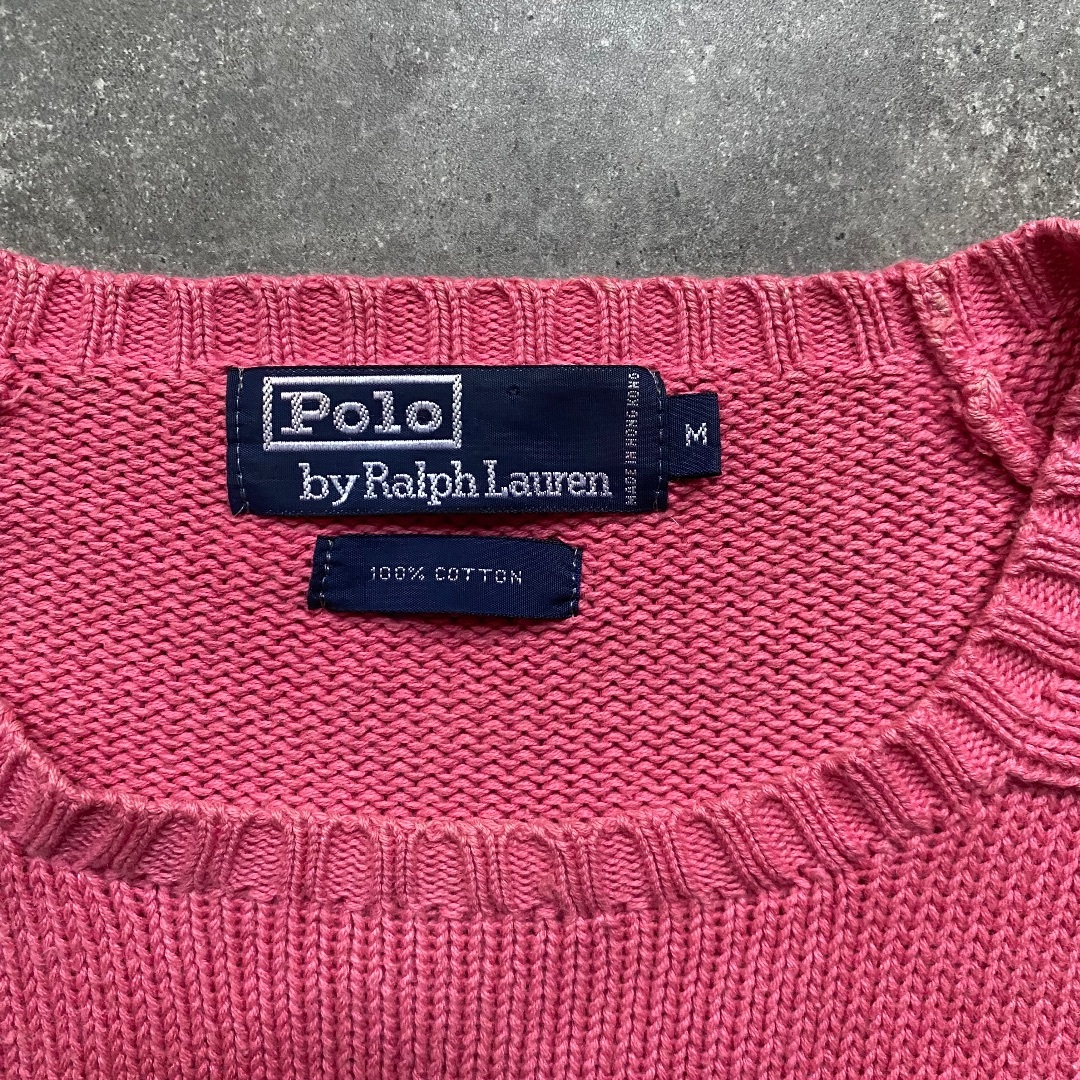 Polo
by Ralph Lauren
MADE IN HONG KONG
M
100% COTTON